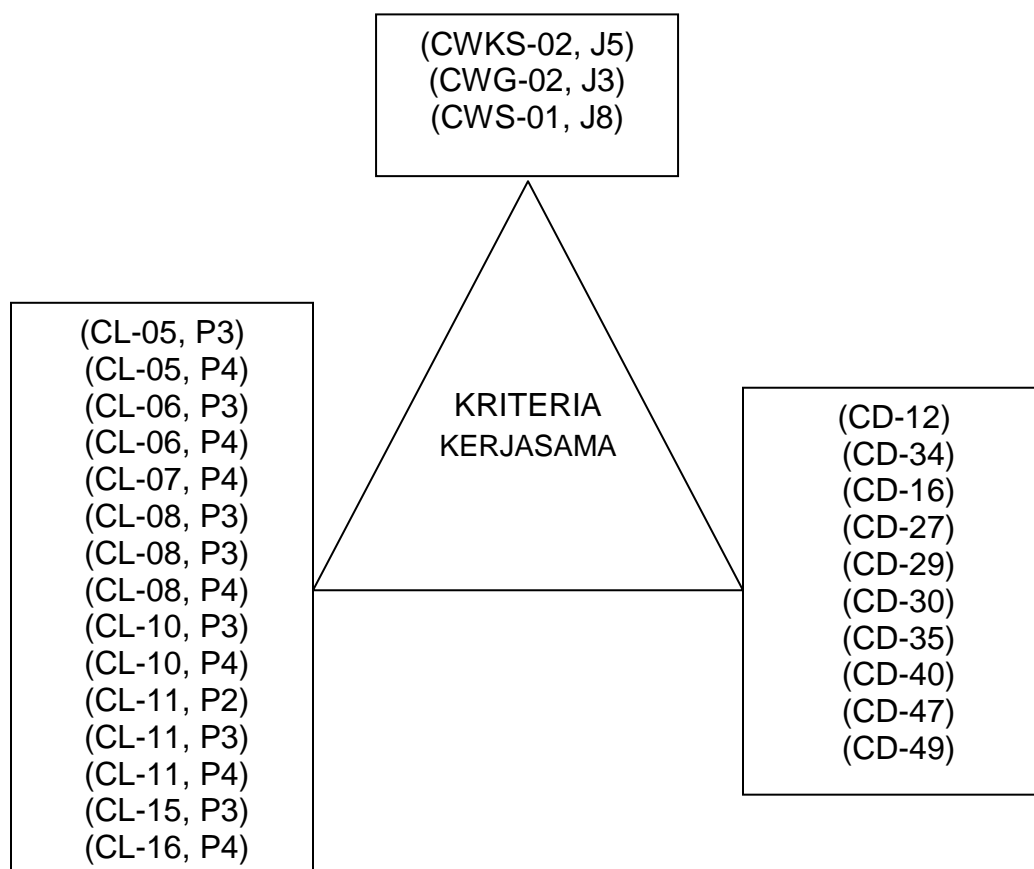 (CWKS-02, J5)
(CWG-02, J3)
(CWS-01, J8)
(CL-05, P3)
(CL-05, P4)
(CL-06, P3)
(CL-06, P4)
(CL-07, P4)
(CL-08, P3)
(CL-08, P3)
(CL-08, P4)
(CL-10, P3)
(CL-10, P4)
(CL-11, P2)
(CL-11, P3)
(CL-11, P4)
(CL-15, P3)
(CL-16, P4)
KRITERIA
KERJASAMA
(CD-12)
(CD-34)
(CD-16)
(CD-27)
(CD-29)
(CD-30)
(CD-35)
(CD-40)
(CD-47)
(CD-49)